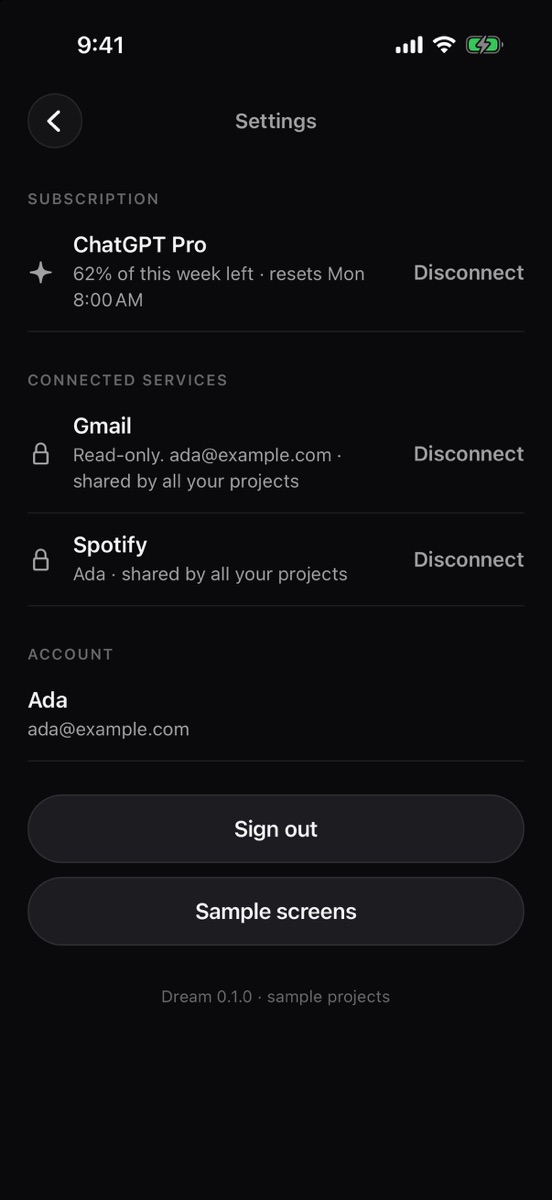 9:41
Settings
SUBSCRIPTION
ChatGPT Pro
62% of this week left · resets Mon
8:00 AM
Disconnect
CONNECTED SERVICES
Gmail
Read-only. ada@example.com ·
shared by all your projects
Disconnect
Spotify
Ada · shared by all your projects
Disconnect
ACCOUNT
Ada
ada@example.com
Sign out
Sample screens
Dream 0.1.0 · sample projects